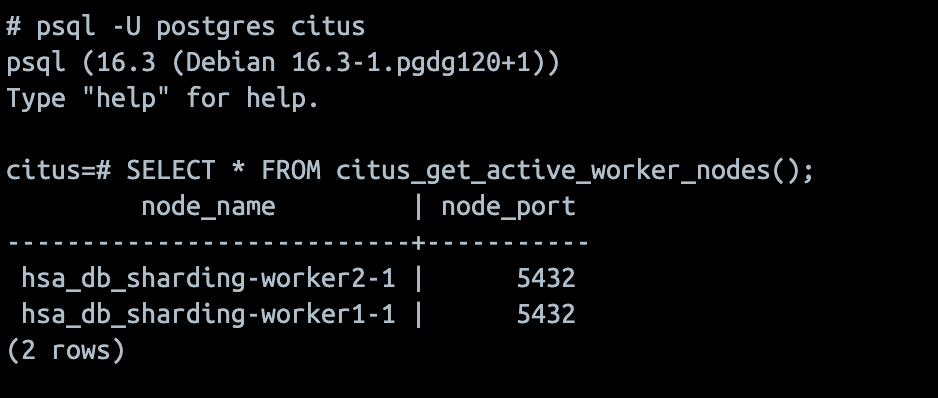 # psql -U postgres citus
psql (16.3 (Debian 16.3-1.pgdg120+1))
Type "help" for help.

citus=# SELECT * FROM citus_get_active_worker_nodes();
         node_name         | node_port
---------------------------+-----------
 hsa_db_sharding-worker2-1 |      5432
 hsa_db_sharding-worker1-1 |      5432
(2 rows)